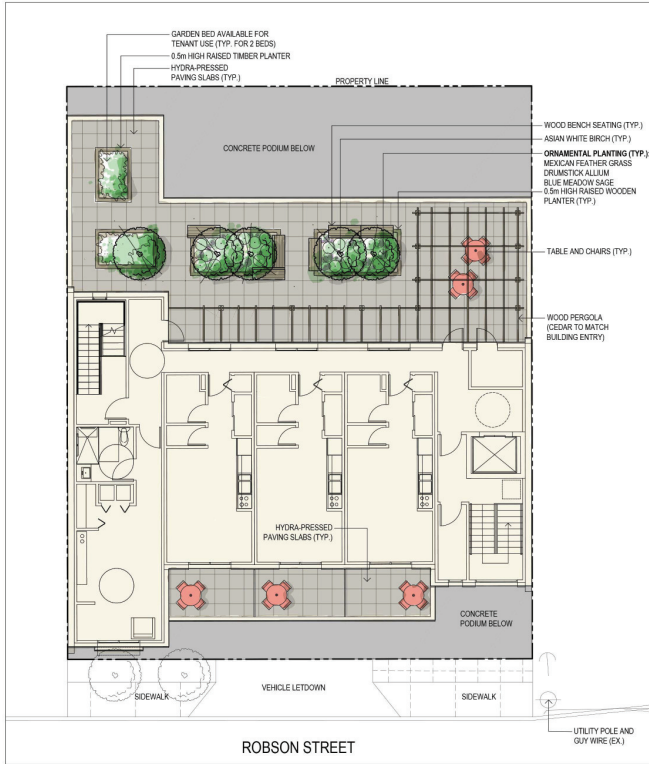 GARDEN BED AVAILABLE FOR
TENANT USE (TYP. FOR 2 BEDS)
0.5m HIGH RAISED TIMBER PLANTER
HYDRA-PRESSED
PAVING SLABS (TYP.)
PROPERTY LINE
CONCRETE PODIUM BELOW
WOOD BENCH SEATING (TYP.)
ASIAN WHITE BIRCH (TYP.)
ORNAMENTAL PLANTING (TYP.):
MEXICAN FEATHER GRASS
DRUMSTICK ALLIUM
BLUE MEADOW SAGE
0.5m HIGH RAISED WOODEN
PLANTER (TYP.)
TABLE AND CHAIRS (TYP.)
WOOD PERGOLA
(CEDAR TO MATCH
BUILDING ENTRY)
HYDRA-PRESSED
PAVING SLABS (TYP.)
CONCRETE
PODIUM BELOW
SIDEWALK
VEHICLE LETDOWN
SIDEWALK
UTILITY POLE AND
GUY WIRE (EX.)
ROBSON STREET